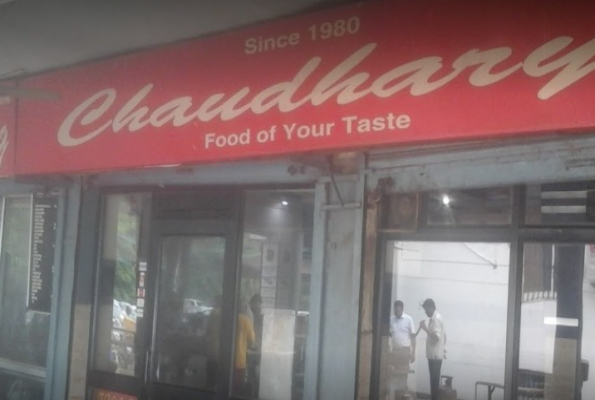 Since 1980
Chaudhary
Food of Your Taste